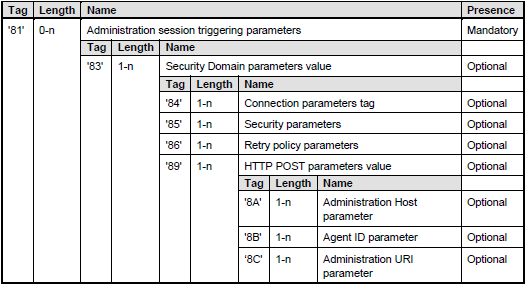 Tag Length Name Presence
'81' 0-n Administration session triggering parameters Mandatory
Tag Length Name
'83' 1-n Security Domain parameters value Optional
Tag Length Name
'84' 1-n Connection parameters tag Optional
'85' 1-n Security parameters Optional
'86' 1-n Retry policy parameters Optional
'89' 1-n HTTP POST parameters value Optional
Tag Length Name
'8A' 1-n Administration Host Optional
parameter
'8B' 1-n Agent ID parameter Optional
'8C' 1-n Administration URI Optional
parameter